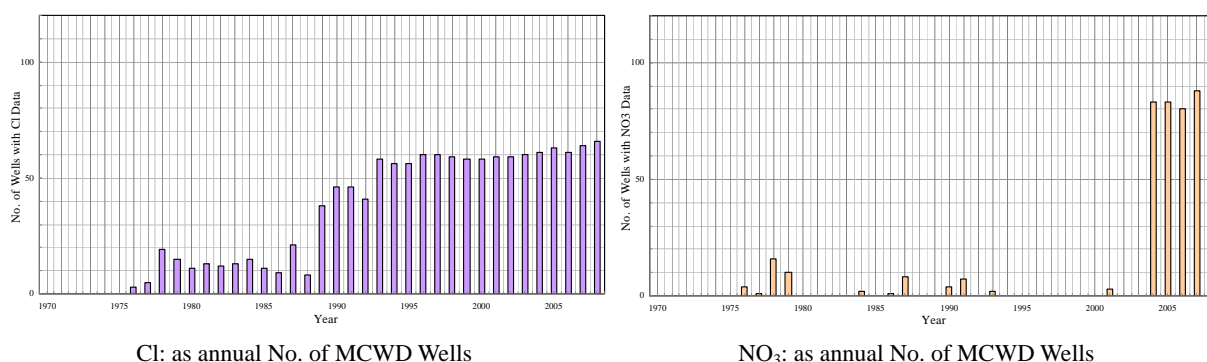 No. of Wells with Cl Data
100
50
0
1970 1975 1980 1985 1990 1995 2000 2005
Year
Cl: as annual No. of MCWD Wells
No. of Wells with NO3 Data
100
50
0
1970 1975 1980 1985 1990 1995 2000 2005
Year
NO₃: as annual No. of MCWD Wells